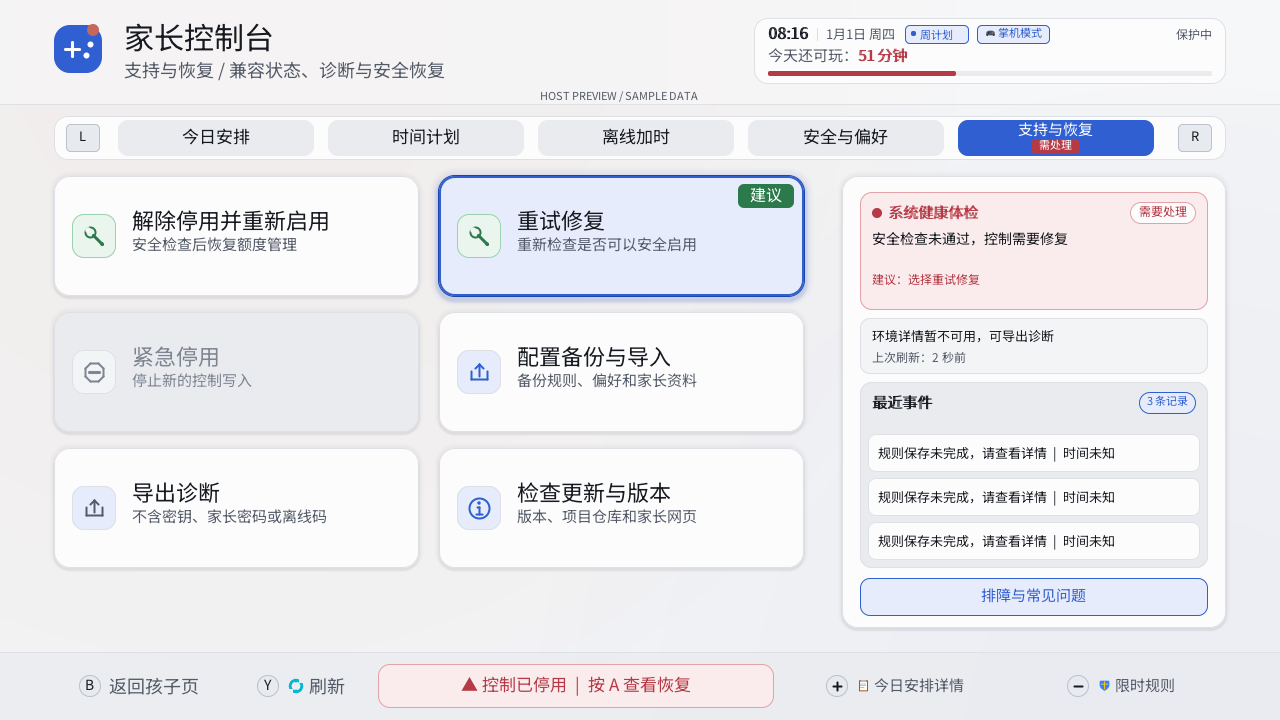 家长控制台
支持与恢复 / 兼容状态、诊断与安全恢复
08:16 1月1日 周四 周计划 掌机模式 保护中
今天还可玩：51 分钟
HOST PREVIEW / SAMPLE DATA
L 今日安排 时间计划 离线加时 安全与偏好 支持与恢复 R
需处理
解除停用并重新启用
安全检查后恢复额度管理
建议
重试修复
重新检查是否可以安全启用
紧急停用
停止新的控制写入
配置备份与导入
备份规则、偏好和家长资料
导出诊断
不含密钥、家长密码或离线码
检查更新与版本
版本、项目仓库和家长网页
系统健康体检 需要处理
安全检查未通过，控制需要修复
建议：选择重试修复
环境详情暂不可用，可导出诊断
上次刷新：2 秒前
最近事件 3 条记录
规则保存未完成，请查看详情 | 时间未知
规则保存未完成，请查看详情 | 时间未知
规则保存未完成，请查看详情 | 时间未知
排障与常见问题
B 返回孩子页 Y 刷新 控制已停用 | 按 A 查看恢复 + 今日安排详情 − 限时规则